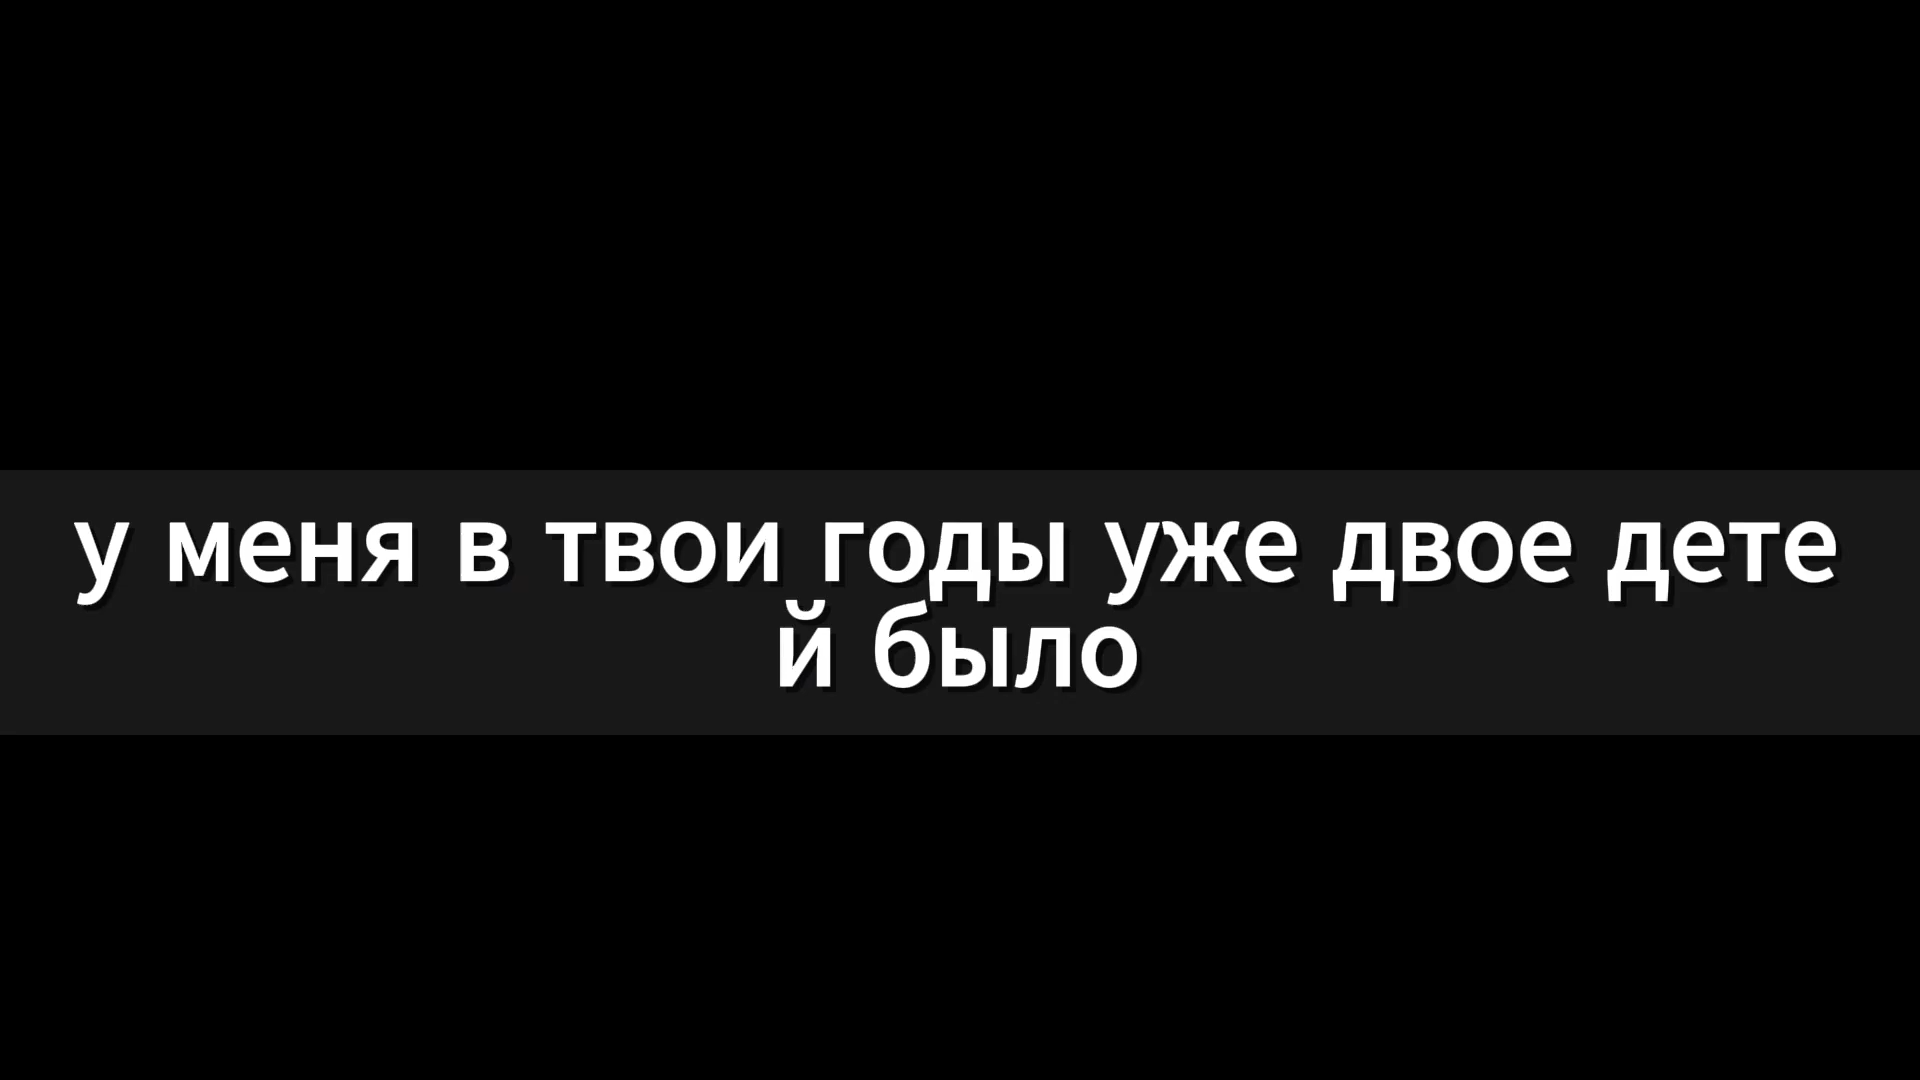 у меня в твои годы уже двое дете
й было